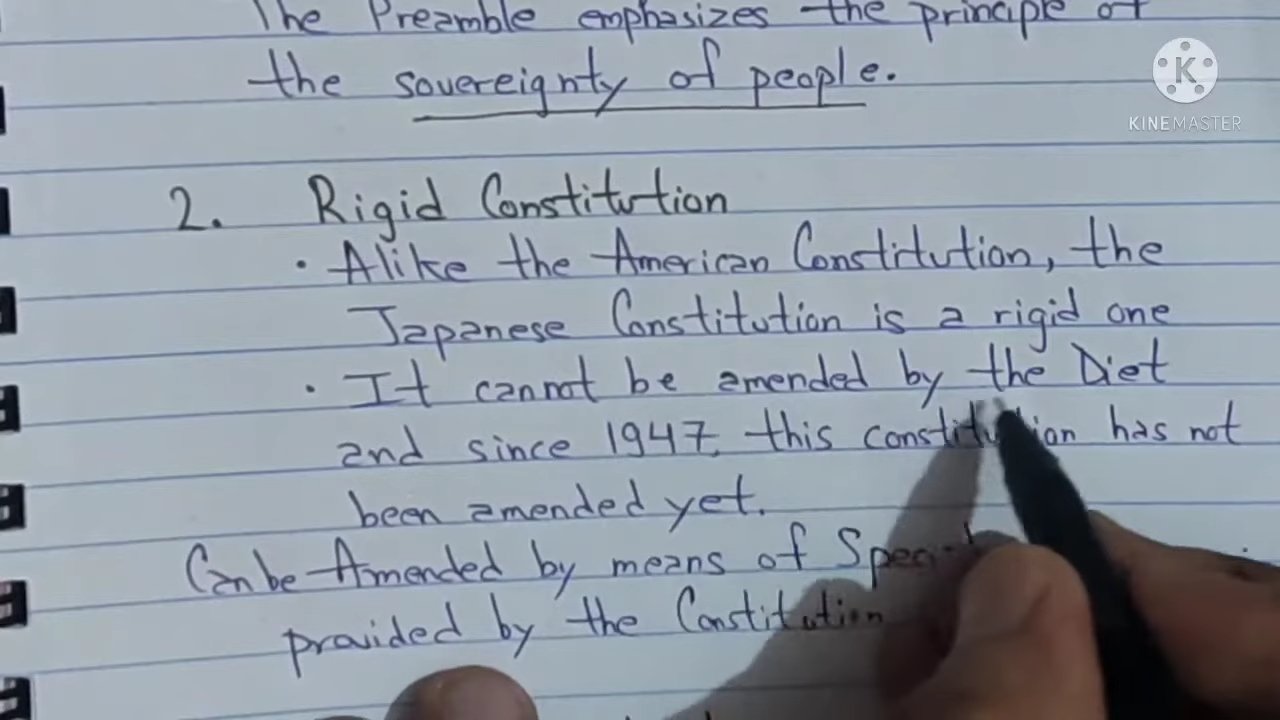 The Preamble emphasizes the principle of
the sovereignty of people.
K
KINEMASTER
2. Rigid Constitution
• Alike the American Constitution, the
Japanese Constitution is a rigid one
• It cannot be amended by the Diet
and since 1947, this constitution has not
been amended yet.
Can be Amended by means of
provided by the Constitution